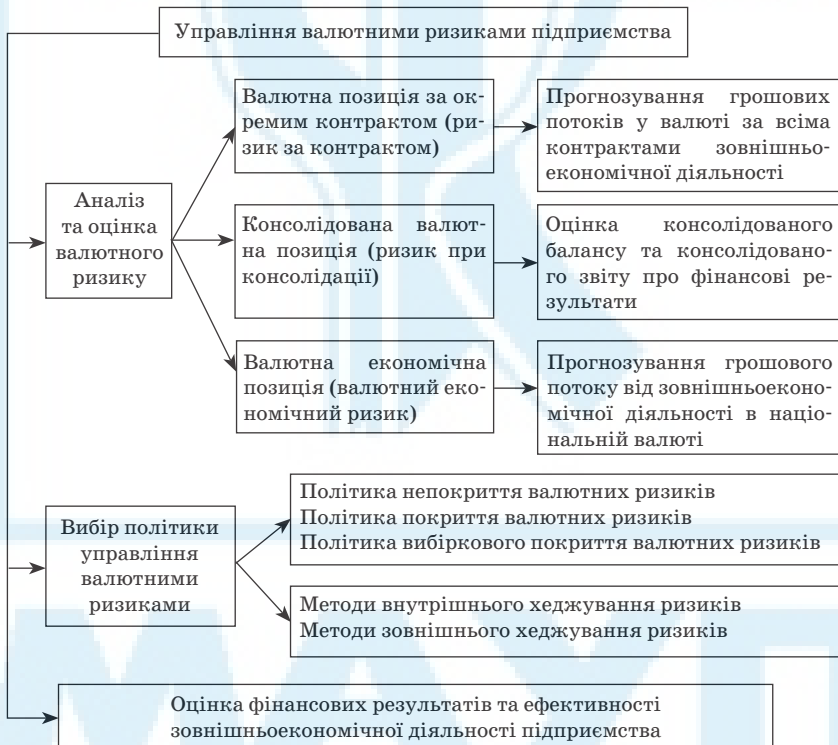 Управління валютними ризиками підприємства
Валютна позиція за ок-
ремим контрактом (ри-
зик за контрактом)
Прогнозування грошових
потоків у валюті за всіма
контрактами зовнішньо-
економічної діяльності
Аналіз
та оцінка
валютного
ризику
Консолідована валют-
на позиція (ризик при
консолідації)
Оцінка консолідованого
балансу та консолідовано-
го звіту про фінансові ре-
зультати
Валютна економічна
позиція (валютний еко-
номічний ризик)
Прогнозування грошового
потоку від зовнішньоеконо-
мічної діяльності в націо-
нальній валюті
Вибір політики
управління
валютними
ризиками
Політика непокриття валютних ризиків
Політика покриття валютних ризиків
Політика вибіркового покриття валютних ризиків
Методи внутрішнього хеджування ризиків
Методи зовнішнього хеджування ризиків
Оцінка фінансових результатів та ефективності
зовнішньоекономічної діяльності підприємства
МАУП